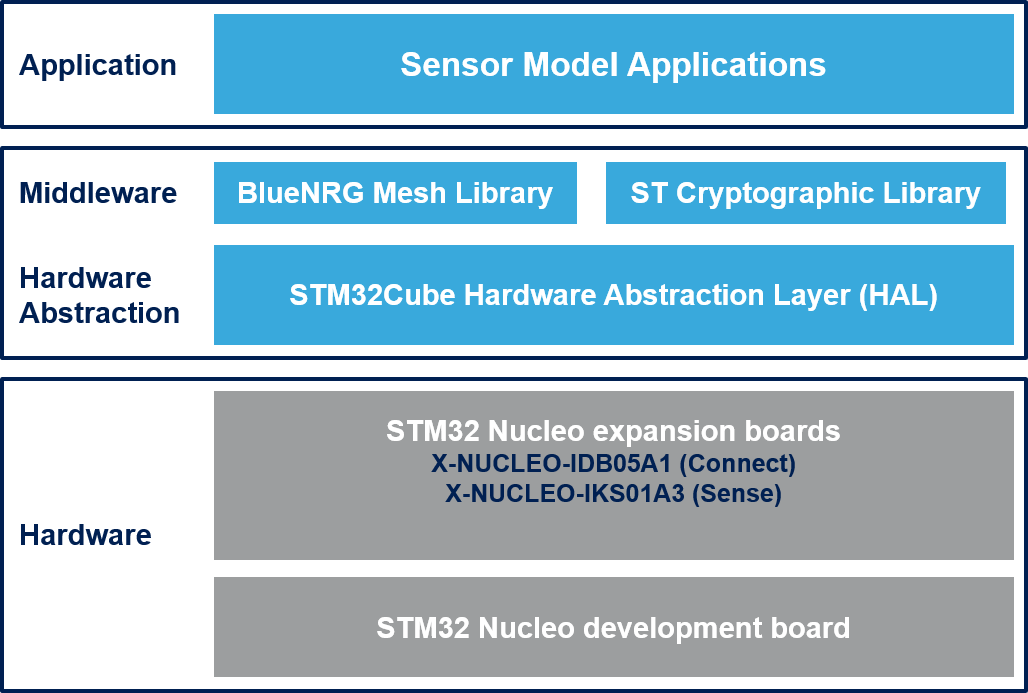 Application
Sensor Model Applications
Middleware
BlueNRG Mesh Library
ST Cryptographic Library
Hardware
Abstraction
STM32Cube Hardware Abstraction Layer (HAL)
Hardware
STM32 Nucleo expansion boards
X-NUCLEO-IDB05A1 (Connect)
X-NUCLEO-IKS01A3 (Sense)
STM32 Nucleo development board